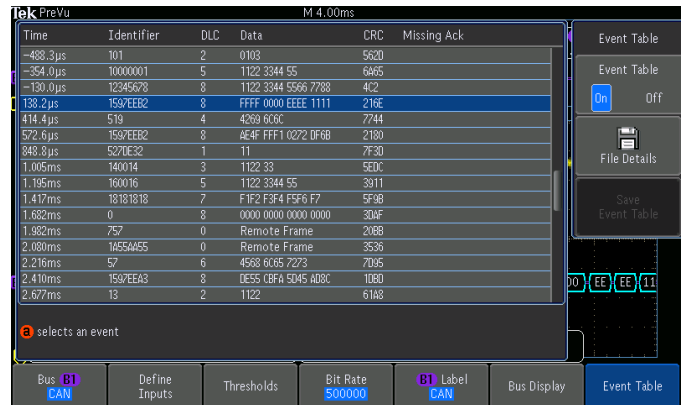 Tek PreVu M 4.00ms
Time Identifier DLC Data CRC Missing Ack
-488.3µs 101 2 0103 562D
-354.0µs 10000001 5 1122 3344 55 6A65
-130.0µs 12345678 8 1122 3344 5566 7788 4C2
138.2µs 1597EEB2 8 FFFF 0000 EEEE 1111 216E
414.4µs 519 4 4269 6C6C 7744
572.6µs 1597EEB2 8 AE4F FFF1 0272 DF6B 2180
848.8µs 527DE32 1 11 7F3D
1.005ms 140014 3 1122 33 5EDC
1.195ms 160016 5 1122 3344 55 3911
1.417ms 18181818 7 F1F2 F3F4 F5F6 F7 5F9B
1.682ms 0 8 0000 0000 0000 0000 3DAF
1.982ms 757 0 Remote Frame 20BB
2.080ms 1A55AA55 0 Remote Frame 3536
2.216ms 57 6 4568 6C65 7273 7D95
2.410ms 1597EEA3 8 DE55 CBFA 5D45 AD8C 1DBD
2.677ms 13 2 1122 61A8
a selects an event
Event Table
Event Table
On Off
File Details
Save
Event Table
00 EE EE 11
Bus B1
CAN
Define
Inputs
Thresholds
Bit Rate
500000
B1 Label
CAN
Bus Display
Event Table